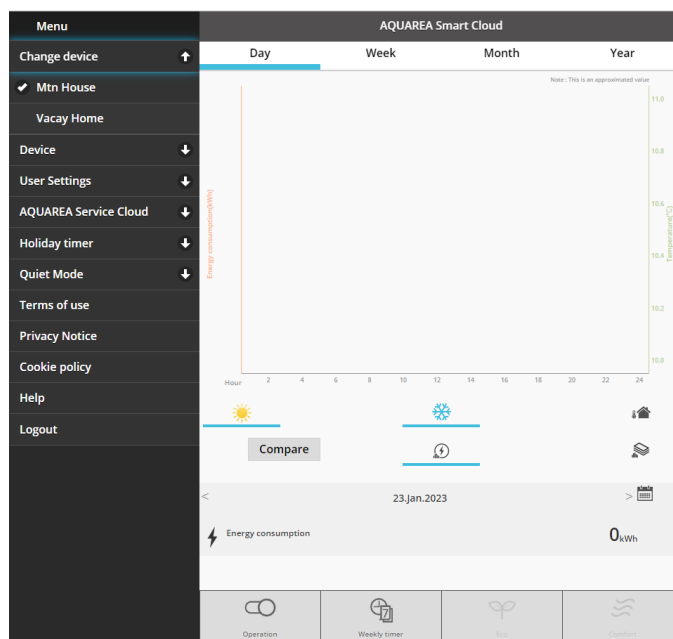 Menu
AQUAREA Smart Cloud
Change device
Mtn House
Vacay Home
Device
User Settings
AQUAREA Service Cloud
Holiday timer
Quiet Mode
Terms of use
Privacy Notice
Cookie policy
Help
Logout
Day Week Month Year
Note : This is an approximated value
Energy consumption(kWh)
11.0
10.8
10.6
10.4
10.2
10.0
Temperature(°C)
Hour 2 4 6 8 10 12 14 16 18 20 22 24
Compare
< 23.Jan.2023 >
Energy consumption 0kWh
7
Operation Weekly timer Eco Comfort